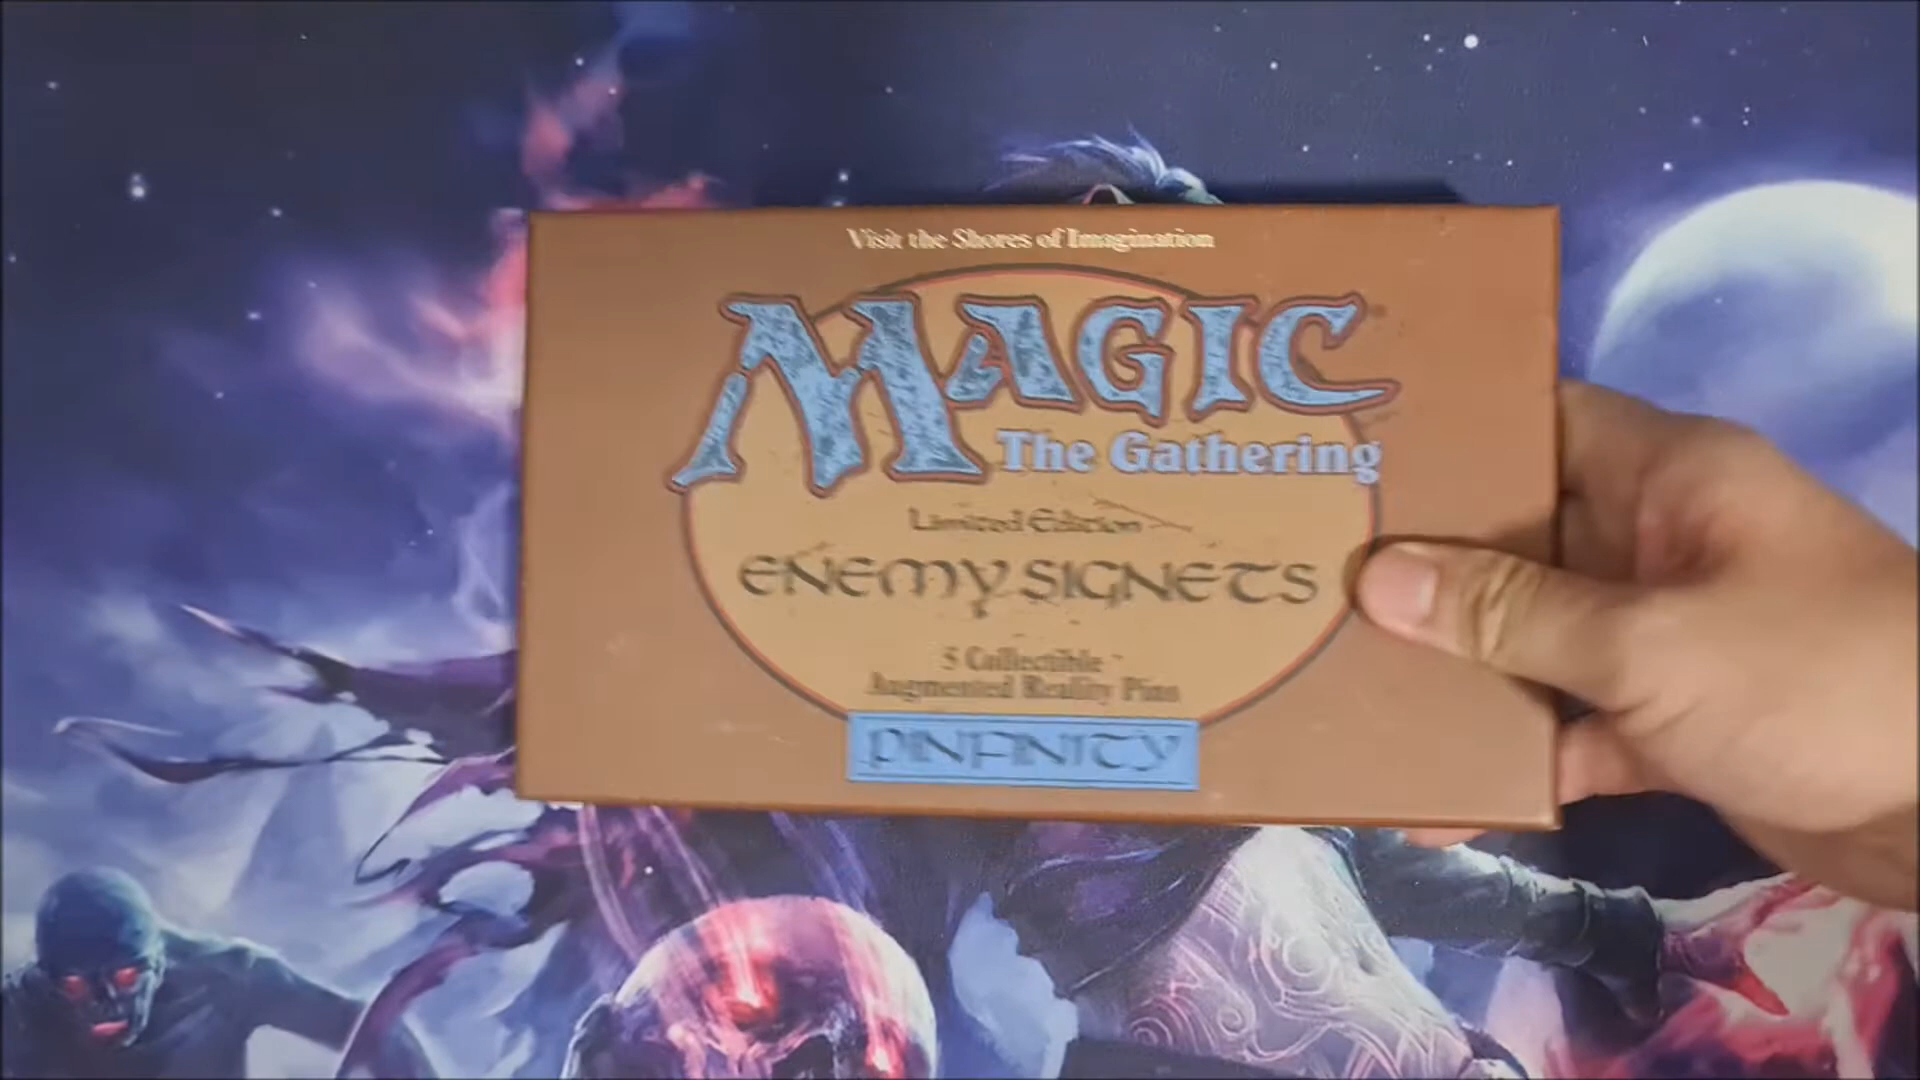 Visit the Shores of Imagination
MAGIC
The Gathering
Limited Edition
ENEMY SIGNETS
5 Collectible
Augmented Reality Pins
PINFINITY